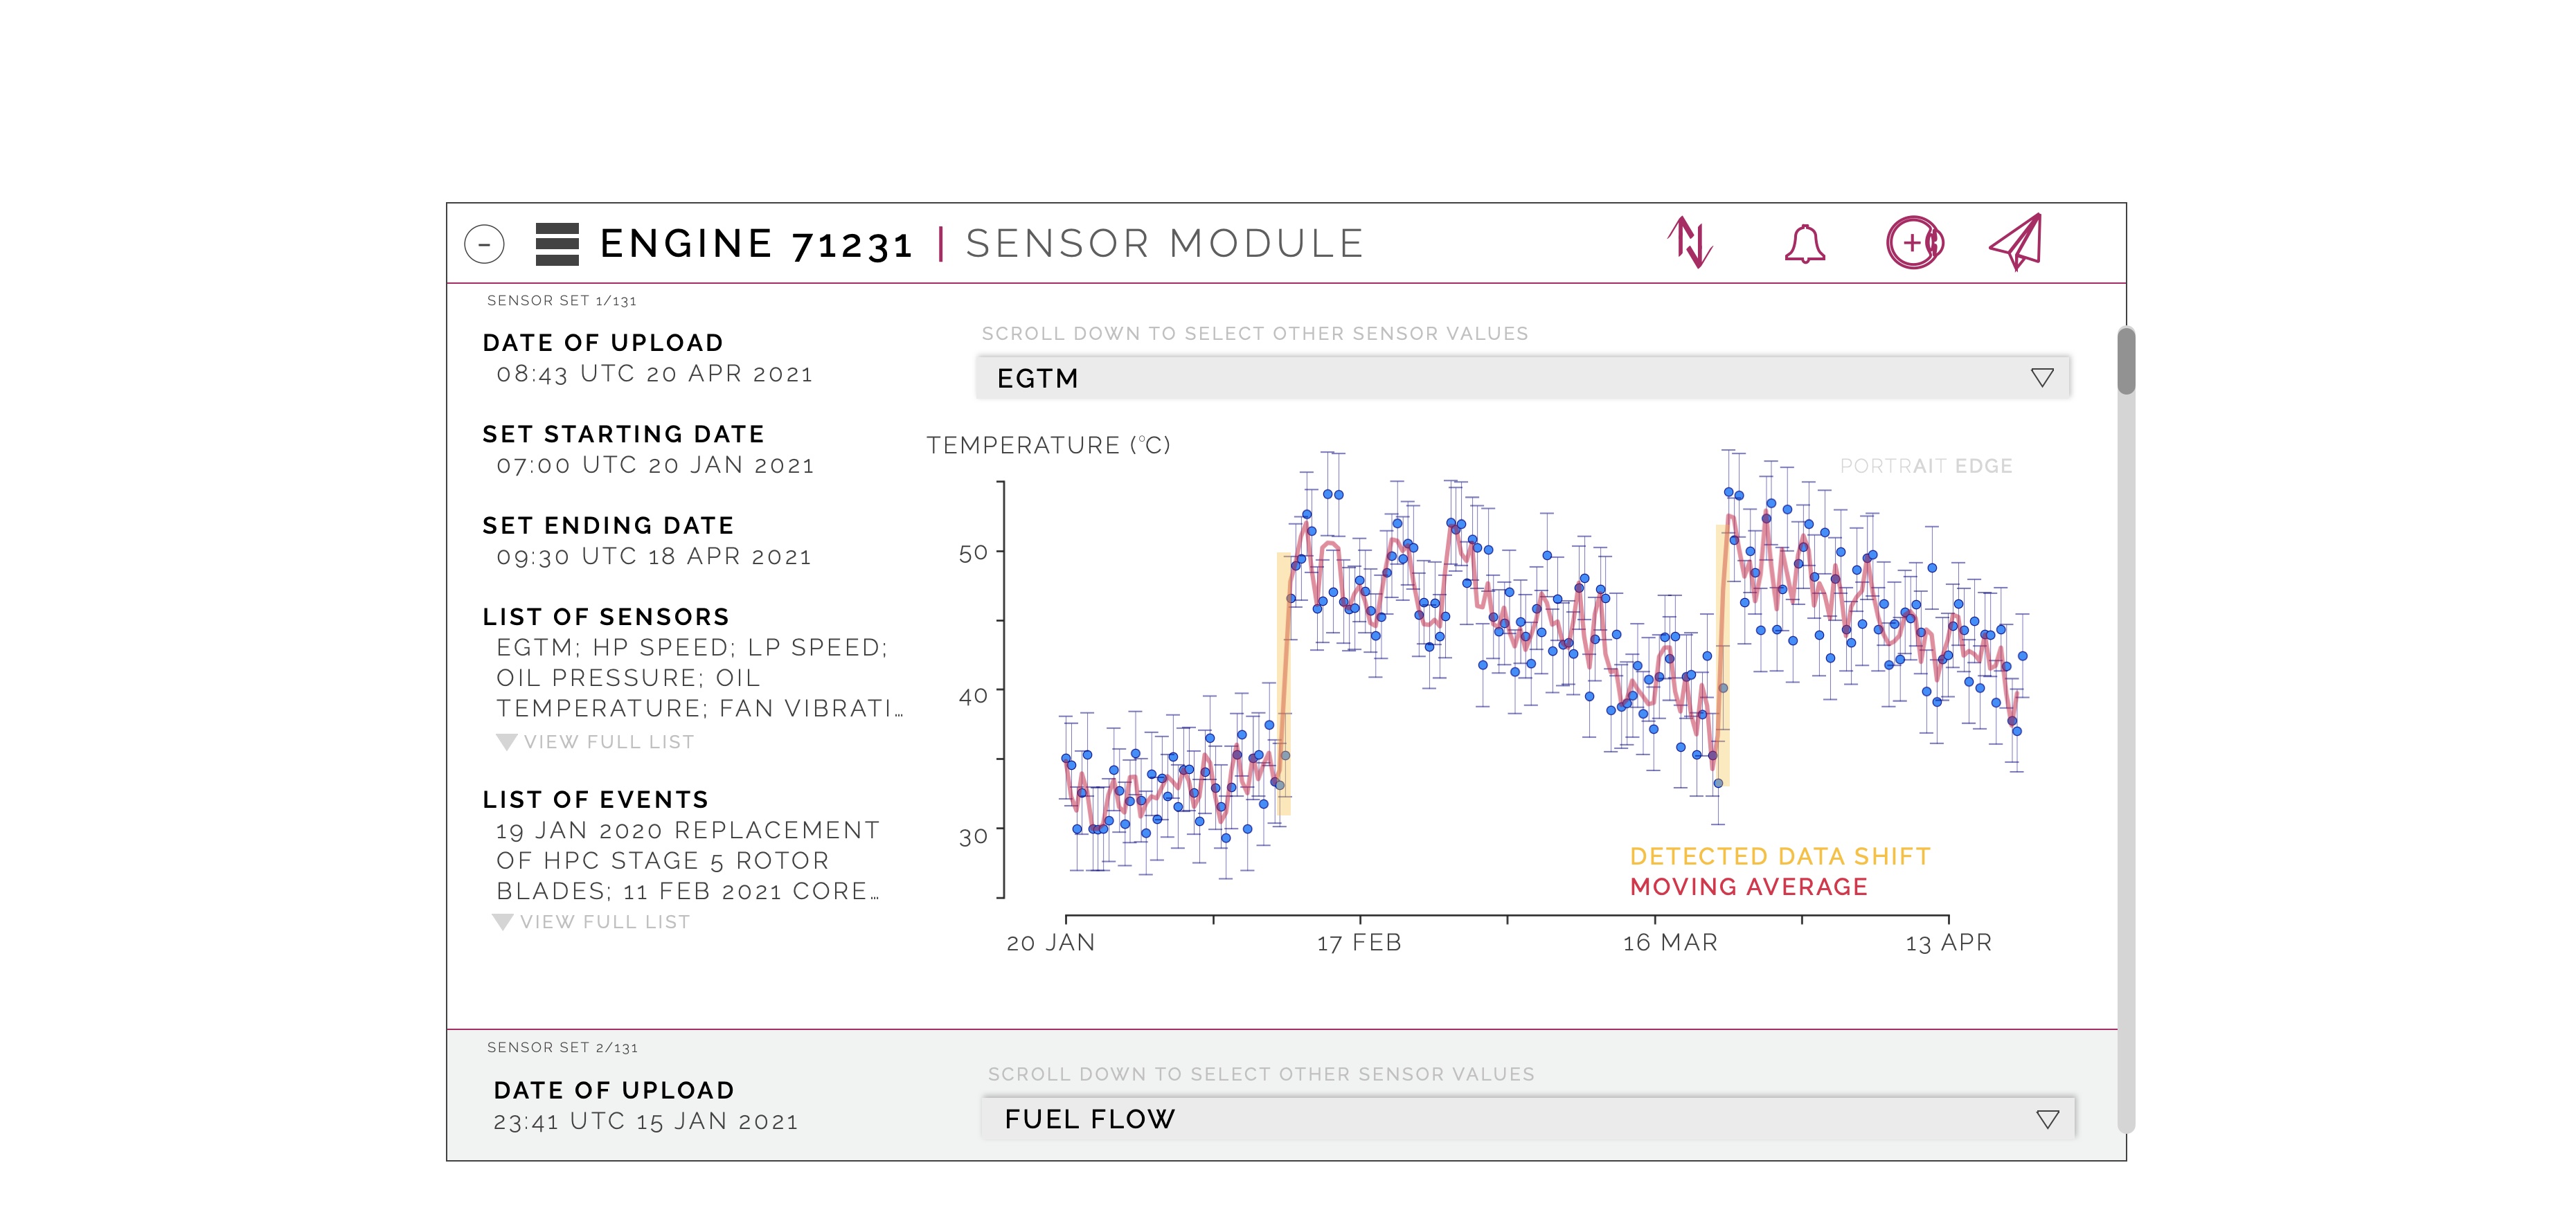 ENGINE 71231 | SENSOR MODULE
SENSOR SET 1/131
DATE OF UPLOAD
08:43 UTC 20 APR 2021
SET STARTING DATE
07:00 UTC 20 JAN 2021
SET ENDING DATE
09:30 UTC 18 APR 2021
LIST OF SENSORS
EGTM; HP SPEED; LP SPEED;
OIL PRESSURE; OIL
TEMPERATURE; FAN VIBRATI…
VIEW FULL LIST
LIST OF EVENTS
19 JAN 2020 REPLACEMENT
OF HPC STAGE 5 ROTOR
BLADES; 11 FEB 2021 CORE…
VIEW FULL LIST
SCROLL DOWN TO SELECT OTHER SENSOR VALUES
EGTM
TEMPERATURE (°C)
PORTRAIT EDGE
50
40
30
DETECTED DATA SHIFT
MOVING AVERAGE
20 JAN
17 FEB
16 MAR
13 APR
SENSOR SET 2/131
DATE OF UPLOAD
23:41 UTC 15 JAN 2021
SCROLL DOWN TO SELECT OTHER SENSOR VALUES
FUEL FLOW